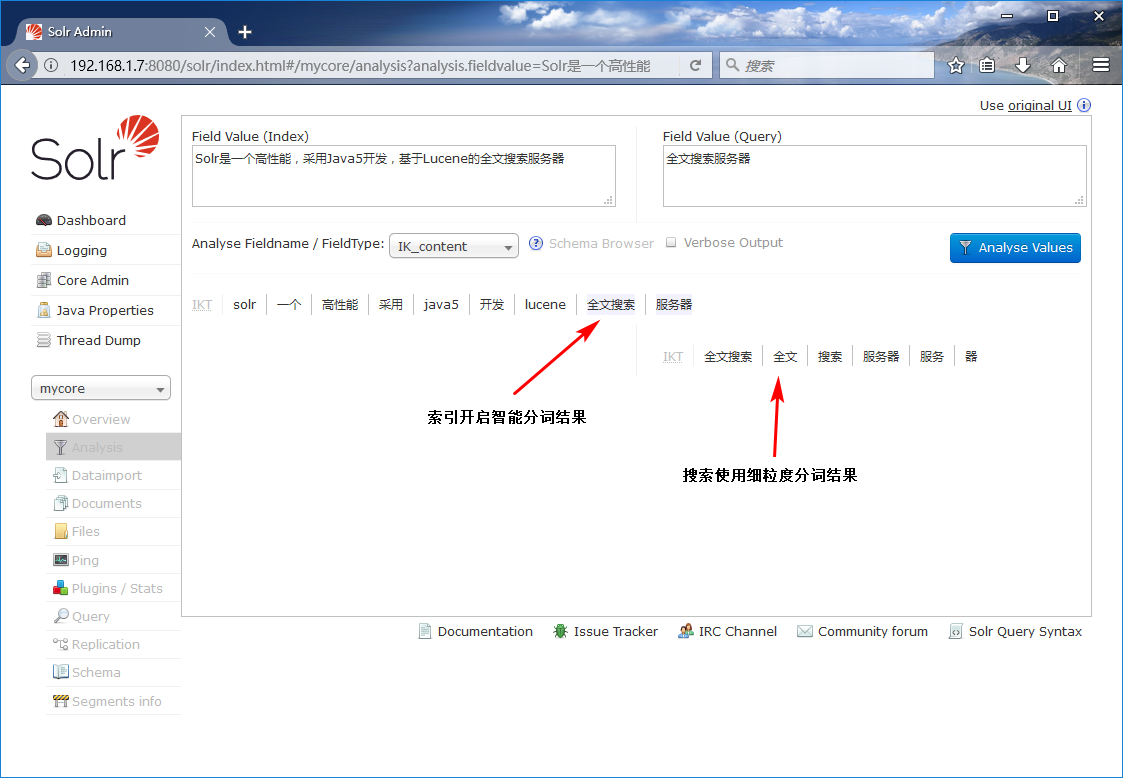 Solr Admin
192.168.1.7:8080/solr/index.html#/mycore/analysis?analysis.fieldvalue=Solr是一个高性能
搜索
Use original UI
Solr
Dashboard
Logging
Core Admin
Java Properties
Thread Dump
mycore
Overview
Analysis
Dataimport
Documents
Files
Ping
Plugins / Stats
Query
Replication
Schema
Segments info
Field Value (Index)
Solr是一个高性能，采用Java5开发，基于Lucene的全文搜索服务器
Field Value (Query)
全文搜索服务器
Analyse Fieldname / FieldType: IK_content Schema Browser Verbose Output Analyse Values
IKT solr 一个 高性能 采用 java5 开发 lucene 全文搜索 服务器
IKT 全文搜索 全文 搜索 服务器 服务 器
索引开启智能分词结果
搜索使用细粒度分词结果
Documentation Issue Tracker IRC Channel Community forum Solr Query Syntax